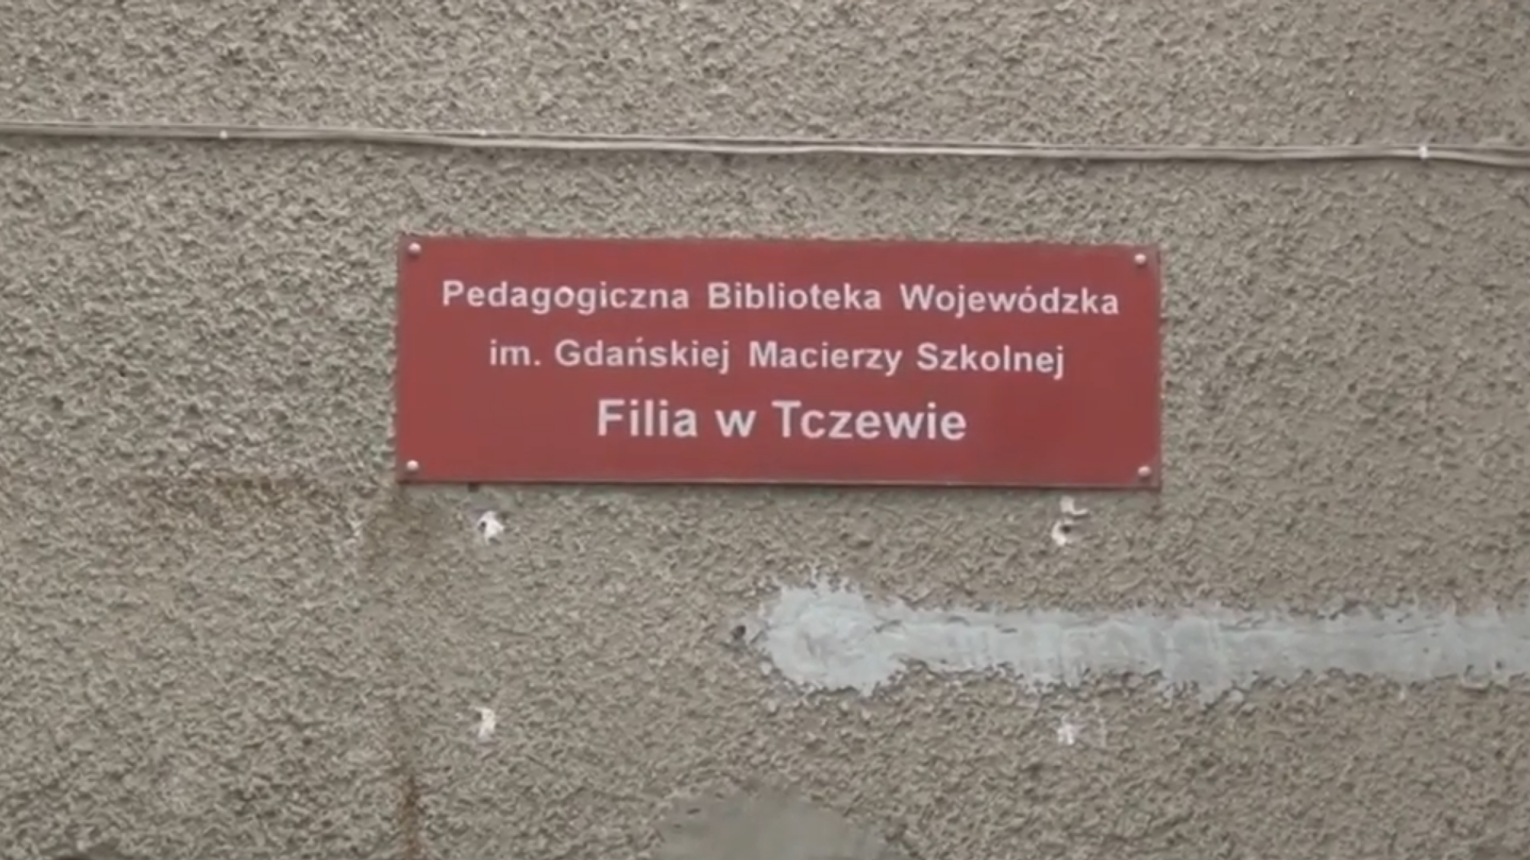 Pedagogiczna Biblioteka Wojewódzka
im. Gdańskiej Macierzy Szkolnej
Filia w Tczewie